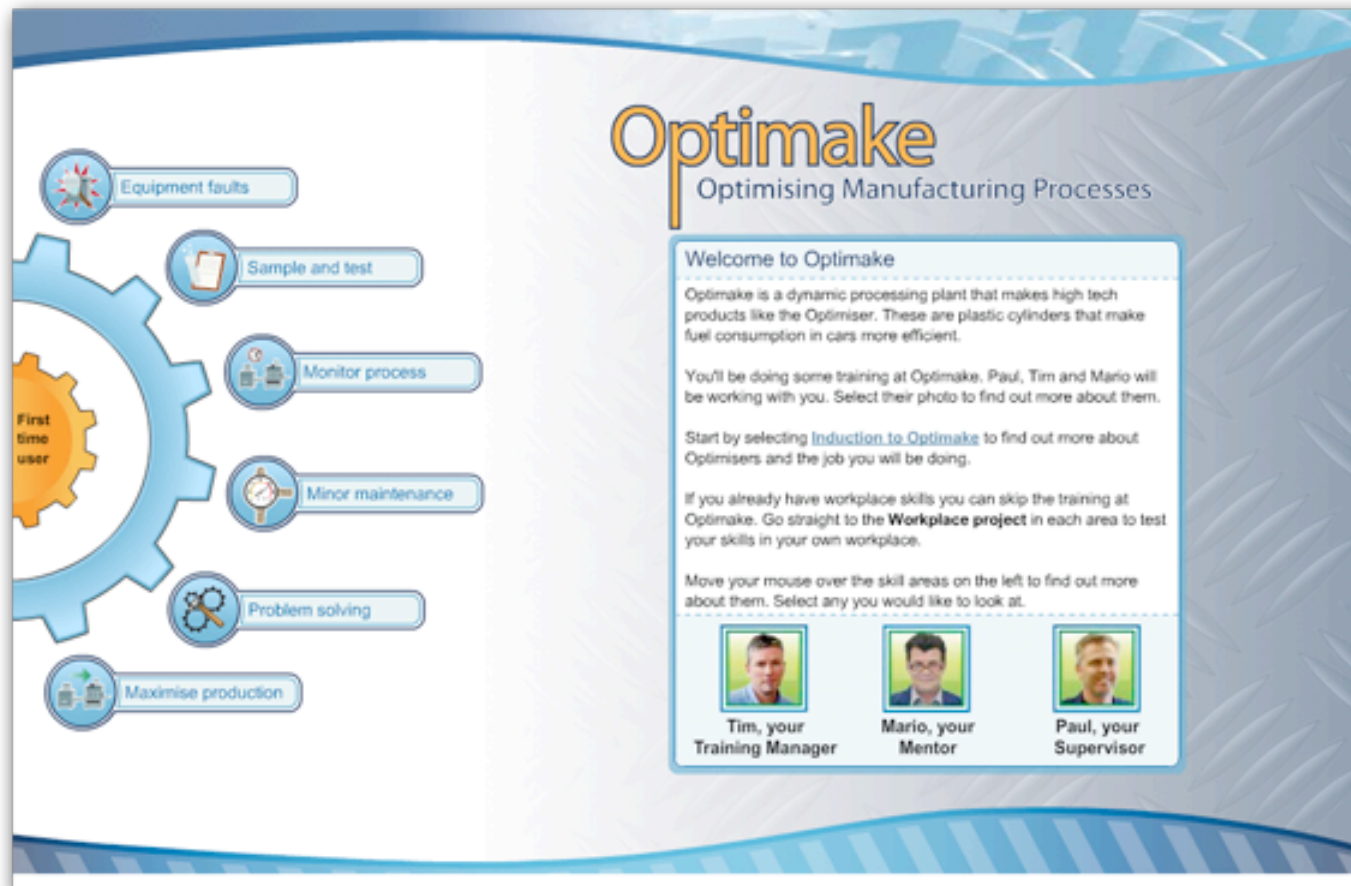 Optimake
Optimising Manufacturing Processes
Equipment faults
Sample and test
Monitor process
First
time
user
Minor maintenance
Problem solving
Maximise production
Welcome to Optimake
Optimake is a dynamic processing plant that makes high tech
products like the Optimiser. These are plastic cylinders that make
fuel consumption in cars more efficient.
You'll be doing some training at Optimake. Paul, Tim and Mario will
be working with you. Select their photo to find out more about them.
Start by selecting Induction to Optimake to find out more about
Optimisers and the job you will be doing.
If you already have workplace skills you can skip the training at
Optimake. Go straight to the Workplace project in each area to test
your skills in your own workplace.
Move your mouse over the skill areas on the left to find out more
about them. Select any you would like to look at.
Tim, your
Training Manager
Mario, your
Mentor
Paul, your
Supervisor